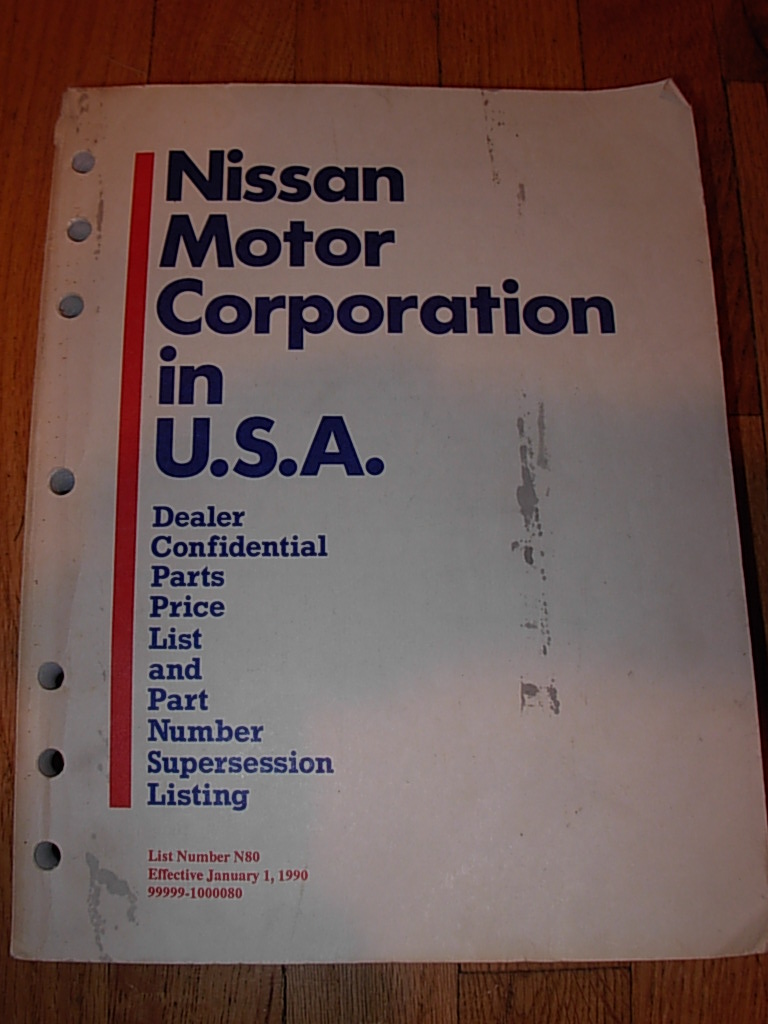 Nissan
Motor
Corporation
in
U.S.A.
Dealer
Confidential
Parts
Price
List
and
Part
Number
Supersession
Listing
List Number N80
Effective January 1, 1990
99999-1000080